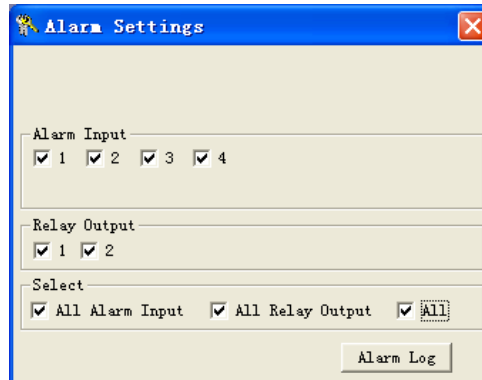 Alarm Settings
Alarm Input
1 2 3 4
Relay Output
1 2
Select
All Alarm Input All Relay Output All
Alarm Log